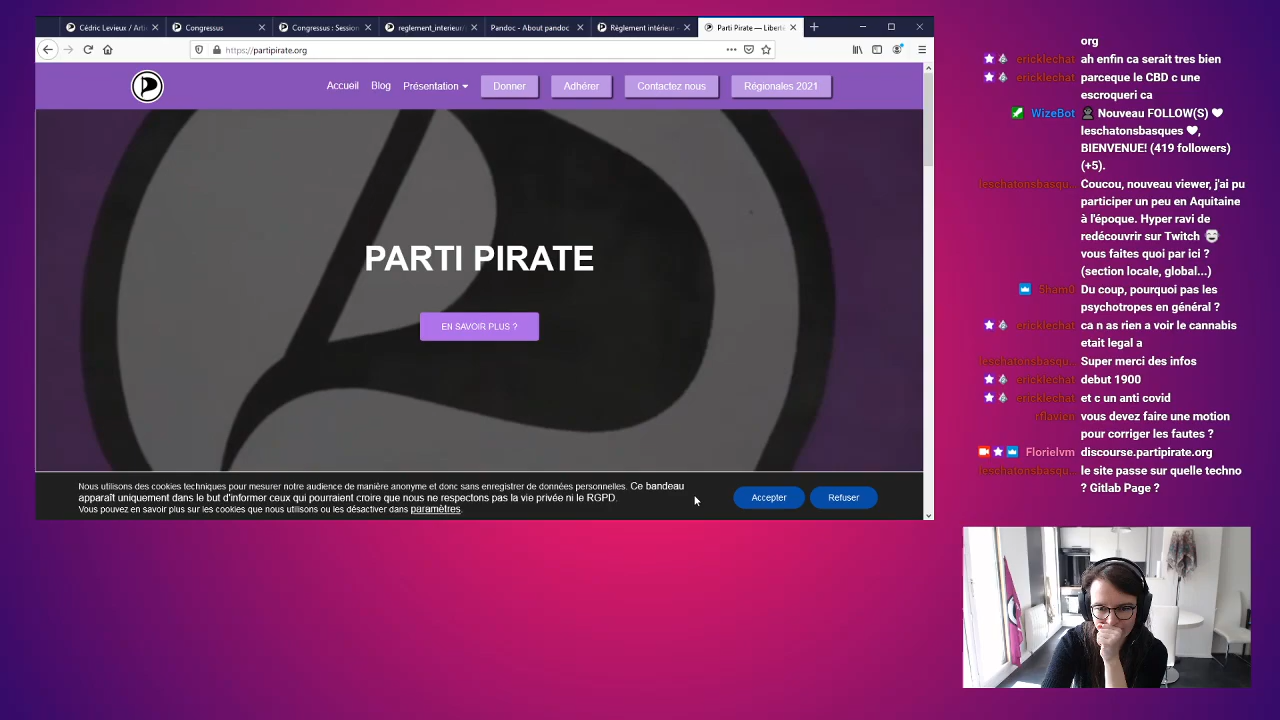 Cédric Levieux / Arti
Congressus
Congressus : Session
reglement_interieur/
Pandoc - About pandoc
Règlement intérieur
Parti Pirate — Liberté
https://partipirate.org
Accueil
Blog
Présentation
Donner
Adhérer
Contactez nous
Régionales 2021
PARTI PIRATE
EN SAVOIR PLUS ?
Nous utilisons des cookies techniques pour mesurer notre audience de manière anonyme et donc sans enregistrer de données personnelles. Ce bandeau
apparaît uniquement dans le but d'informer ceux qui pourraient croire que nous ne respectons pas la vie privée ni le RGPD.
Vous pouvez en savoir plus sur les cookies que nous utilisons ou les désactiver dans paramètres.
Accepter
Refuser
org
ericklechat ah enfin ca serait tres bien
ericklechat parceque le CBD c une
escroqueri ca
WizeBot Nouveau FOLLOW(S)
leschatonsbasques ,
BIENVENUE! (419 followers)
(+5).
leschatonsbasqu... Coucou, nouveau viewer, j'ai pu
participer un peu en Aquitaine
à l'époque. Hyper ravi de
redécouvrir sur Twitch
vous faites quoi par ici ?
(section locale, global...)
5ham0 Du coup, pourquoi pas les
psychotropes en général ?
ericklechat ca n as rien a voir le cannabis
etait legal a
leschatonsbasqu... Super merci des infos
ericklechat debut 1900
ericklechat et c un anti covid
rflavien vous devez faire une motion
pour corriger les fautes ?
Florielvm discourse.partipirate.org
leschatonsbasqu... le site passe sur quelle techno
? Gitlab Page ?